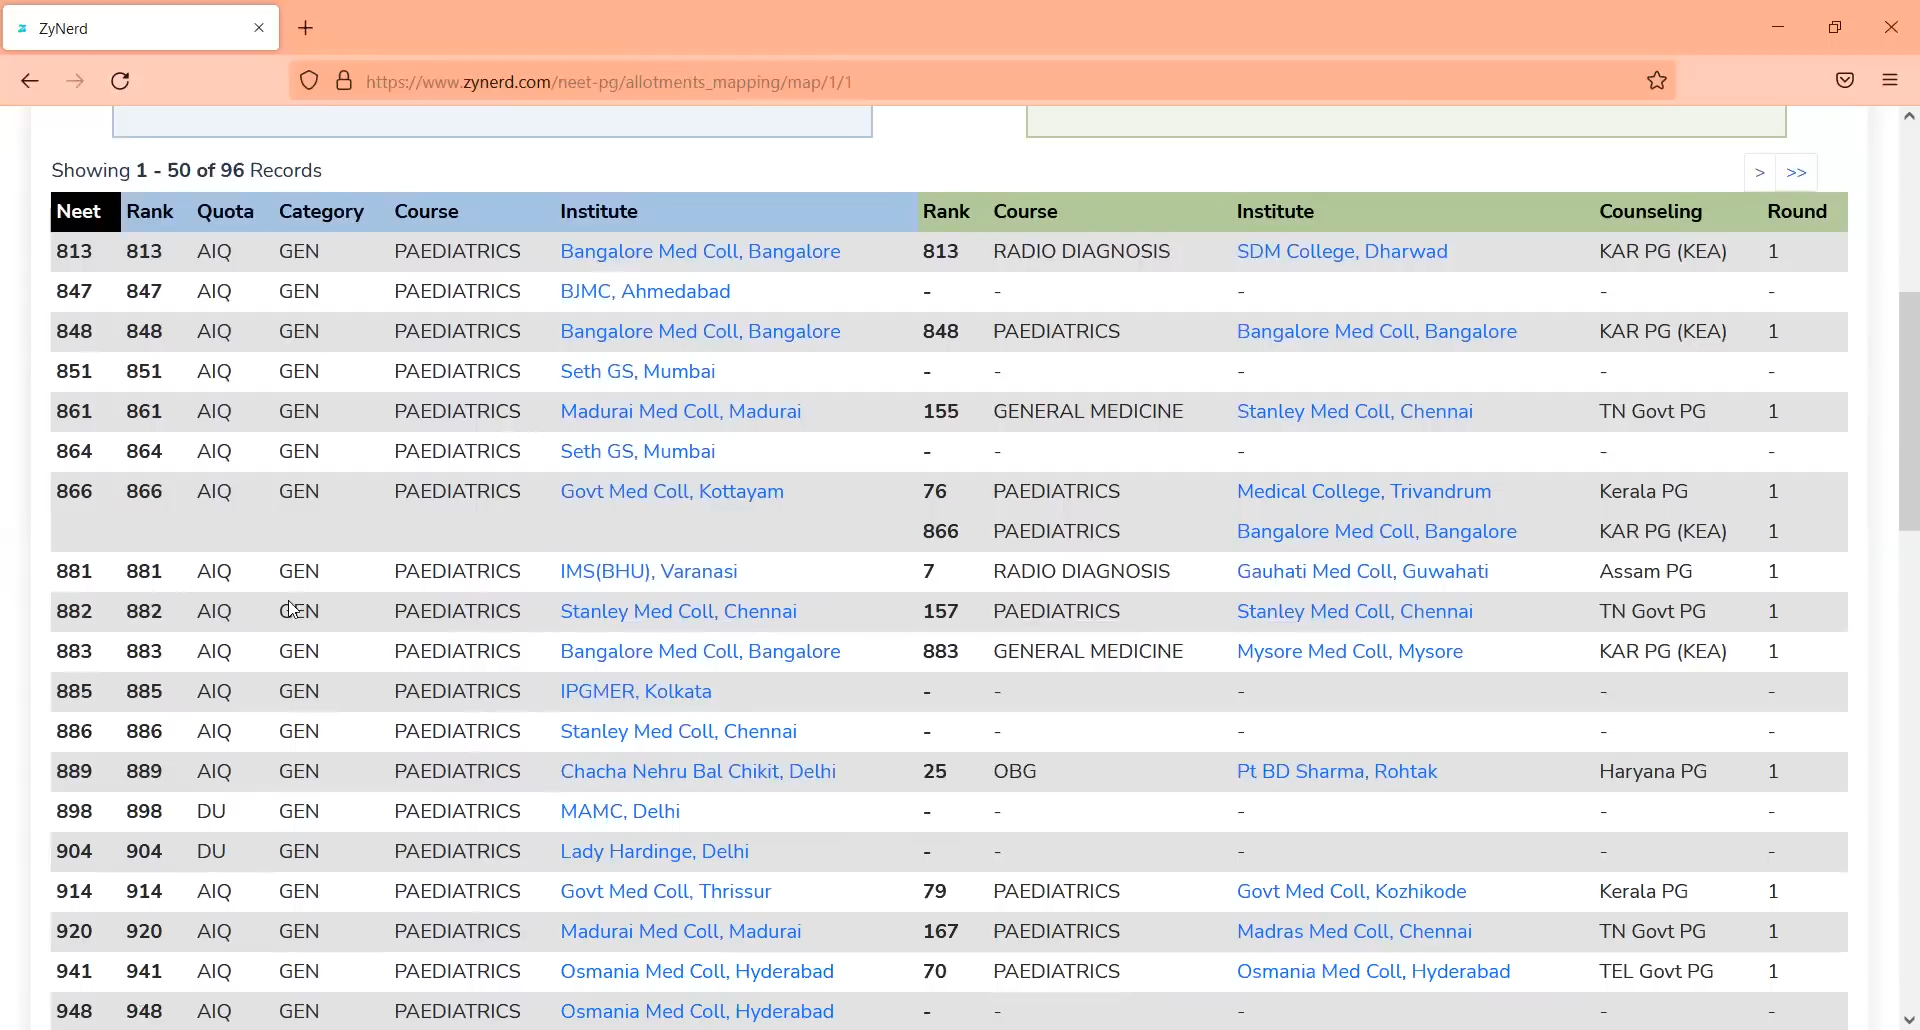 ZyNerd
https://www.zynerd.com/neet-pg/allotments_mapping/map/1/1
Showing 1 - 50 of 96 Records > >>
Neet Rank Quota Category Course Institute Rank Course Institute Counseling Round
813 813 AIQ GEN PAEDIATRICS Bangalore Med Coll, Bangalore 813 RADIO DIAGNOSIS SDM College, Dharwad KAR PG (KEA) 1
847 847 AIQ GEN PAEDIATRICS BJMC, Ahmedabad - - - - -
848 848 AIQ GEN PAEDIATRICS Bangalore Med Coll, Bangalore 848 PAEDIATRICS Bangalore Med Coll, Bangalore KAR PG (KEA) 1
851 851 AIQ GEN PAEDIATRICS Seth GS, Mumbai - - - - -
861 861 AIQ GEN PAEDIATRICS Madurai Med Coll, Madurai 155 GENERAL MEDICINE Stanley Med Coll, Chennai TN Govt PG 1
864 864 AIQ GEN PAEDIATRICS Seth GS, Mumbai - - - - -
866 866 AIQ GEN PAEDIATRICS Govt Med Coll, Kottayam 76 PAEDIATRICS Medical College, Trivandrum Kerala PG 1
866 PAEDIATRICS Bangalore Med Coll, Bangalore KAR PG (KEA) 1
881 881 AIQ GEN PAEDIATRICS IMS(BHU), Varanasi 7 RADIO DIAGNOSIS Gauhati Med Coll, Guwahati Assam PG 1
882 882 AIQ GEN PAEDIATRICS Stanley Med Coll, Chennai 157 PAEDIATRICS Stanley Med Coll, Chennai TN Govt PG 1
883 883 AIQ GEN PAEDIATRICS Bangalore Med Coll, Bangalore 883 GENERAL MEDICINE Mysore Med Coll, Mysore KAR PG (KEA) 1
885 885 AIQ GEN PAEDIATRICS IPGMER, Kolkata - - - - -
886 886 AIQ GEN PAEDIATRICS Stanley Med Coll, Chennai - - - - -
889 889 AIQ GEN PAEDIATRICS Chacha Nehru Bal Chikit, Delhi 25 OBG Pt BD Sharma, Rohtak Haryana PG 1
898 898 DU GEN PAEDIATRICS MAMC, Delhi - - - - -
904 904 DU GEN PAEDIATRICS Lady Hardinge, Delhi - - - - -
914 914 AIQ GEN PAEDIATRICS Govt Med Coll, Thrissur 79 PAEDIATRICS Govt Med Coll, Kozhikode Kerala PG 1
920 920 AIQ GEN PAEDIATRICS Madurai Med Coll, Madurai 167 PAEDIATRICS Madras Med Coll, Chennai TN Govt PG 1
941 941 AIQ GEN PAEDIATRICS Osmania Med Coll, Hyderabad 70 PAEDIATRICS Osmania Med Coll, Hyderabad TEL Govt PG 1
948 948 AIQ GEN PAEDIATRICS Osmania Med Coll, Hyderabad - - - - -